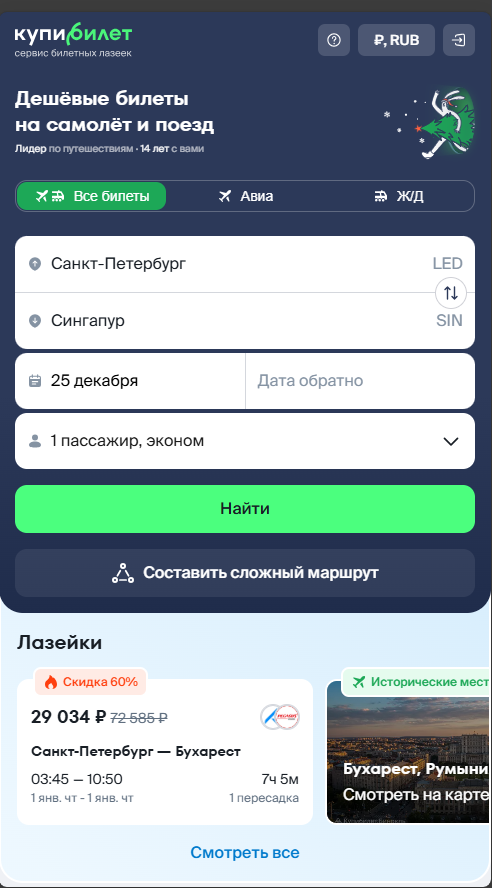 купибилет
сервис билетных лазеек
₽, RUB
Дешёвые билеты
на самолёт и поезд
Лидер по путешествиям · 14 лет с вами
Все билеты
Авиа
Ж/Д
Санкт-Петербург LED
Сингапур SIN
25 декабря
Дата обратно
1 пассажир, эконом
Найти
Составить сложный маршрут
Лазейки
Скидка 60%
29 034 ₽ 72 585 ₽
Санкт-Петербург — Бухарест
03:45 — 10:50 7ч 5м
1 янв. чт - 1 янв. чт 1 пересадка
Исторические мест
Бухарест, Румыни
Смотреть на карте
Смотреть все